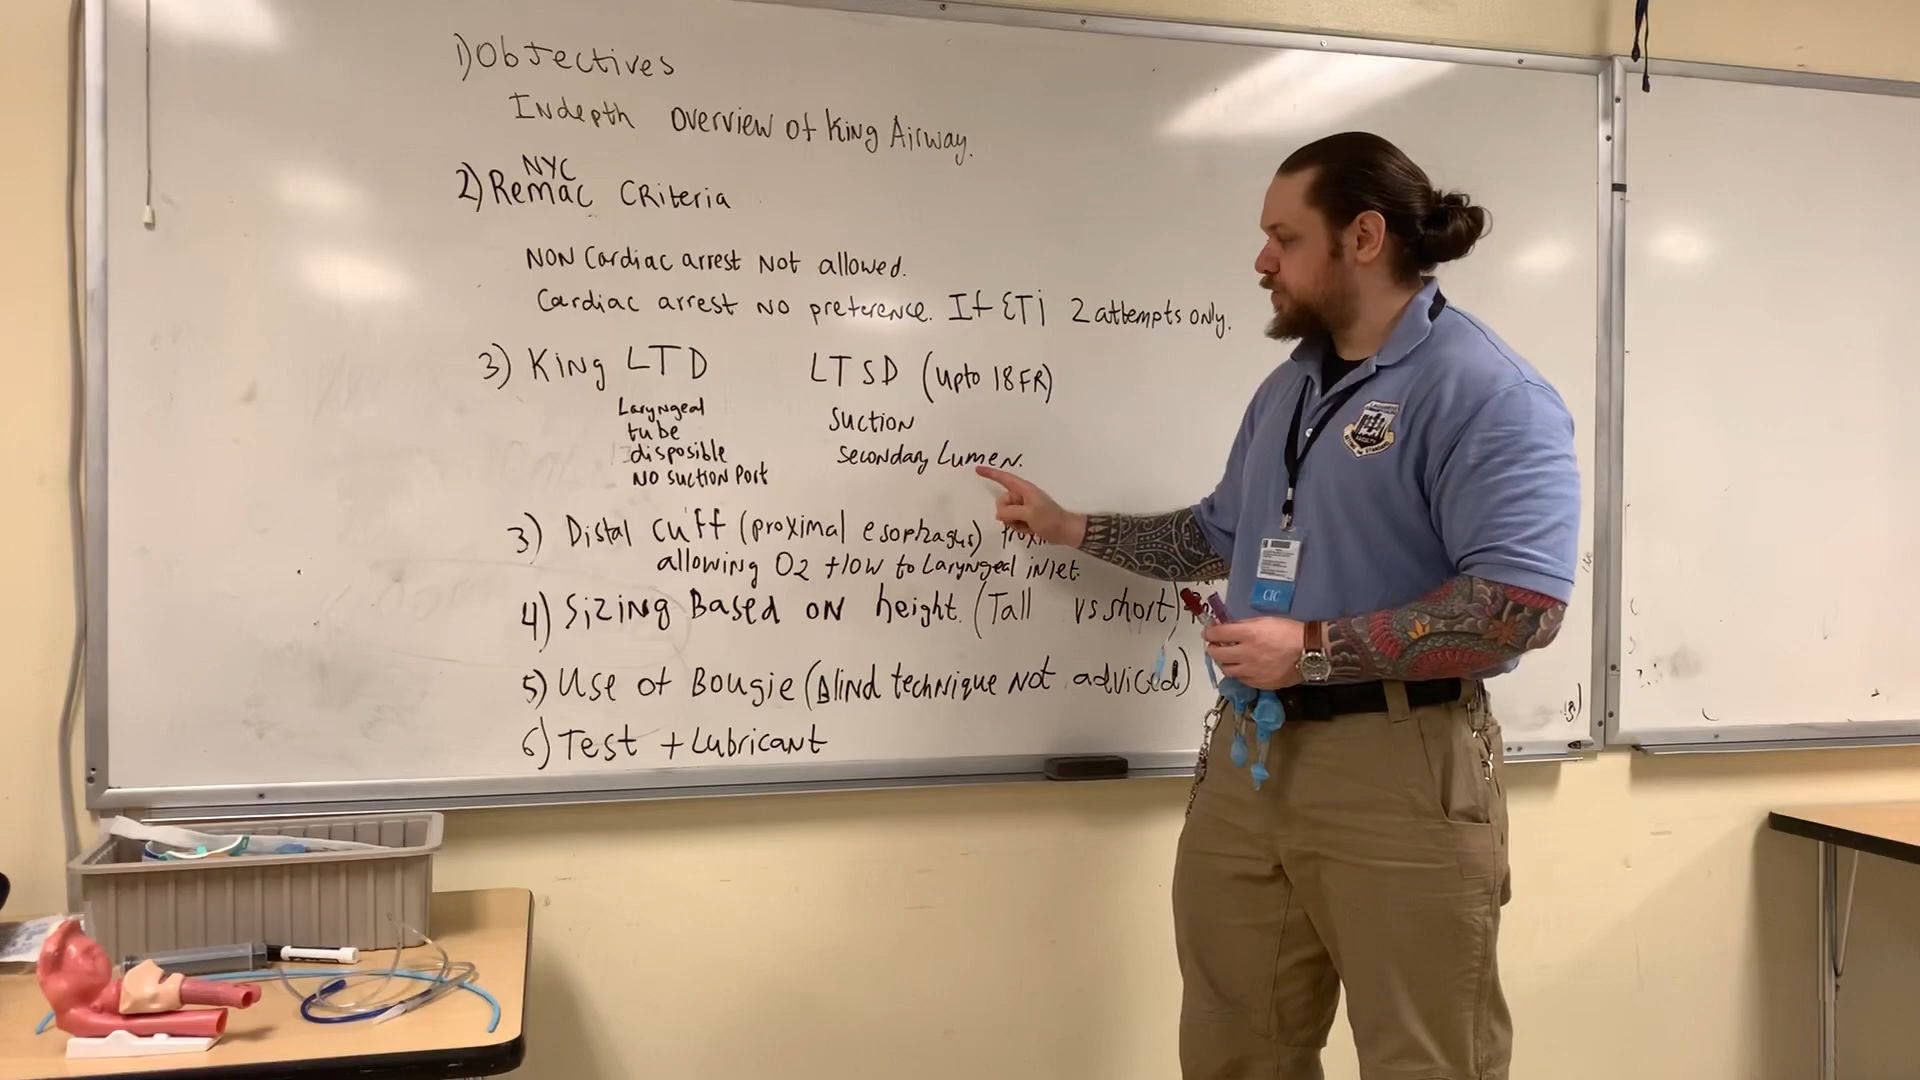 1) Objectives
Indepth overview of King Airway.
NYC
2) Remac Criteria
NON Cardiac arrest Not allowed.
Cardiac arrest NO preference. If ETI 2 attempts only.
3) King LTD LTSD (upto 18FR)
Laryngeal Suction
tube Secondary Lumen.
disposible
NO Suction Port
3) Distal cuff (proximal esophagus)
allowing O2 flow to Laryngeal inlet.
4) Sizing Based on height. (Tall vs short)
5) Use of Bougie (Blind technique Not adviced)
6) Test + Lubricant
CIC